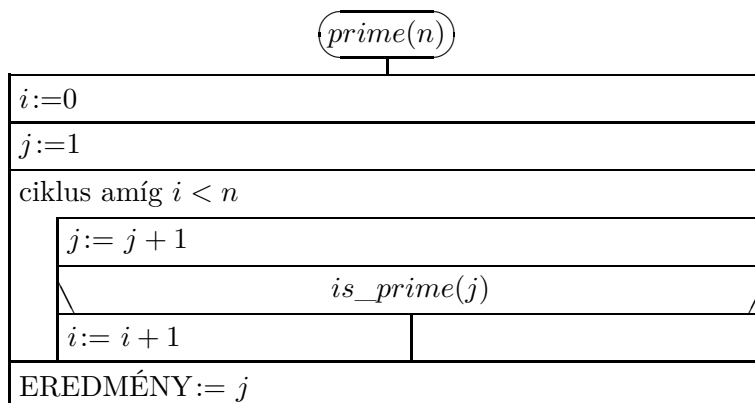 prime(n)
i:=0
j:=1
ciklus amíg i < n
j:= j + 1
is_prime(j)
i:= i + 1
EREDMÉNY:= j